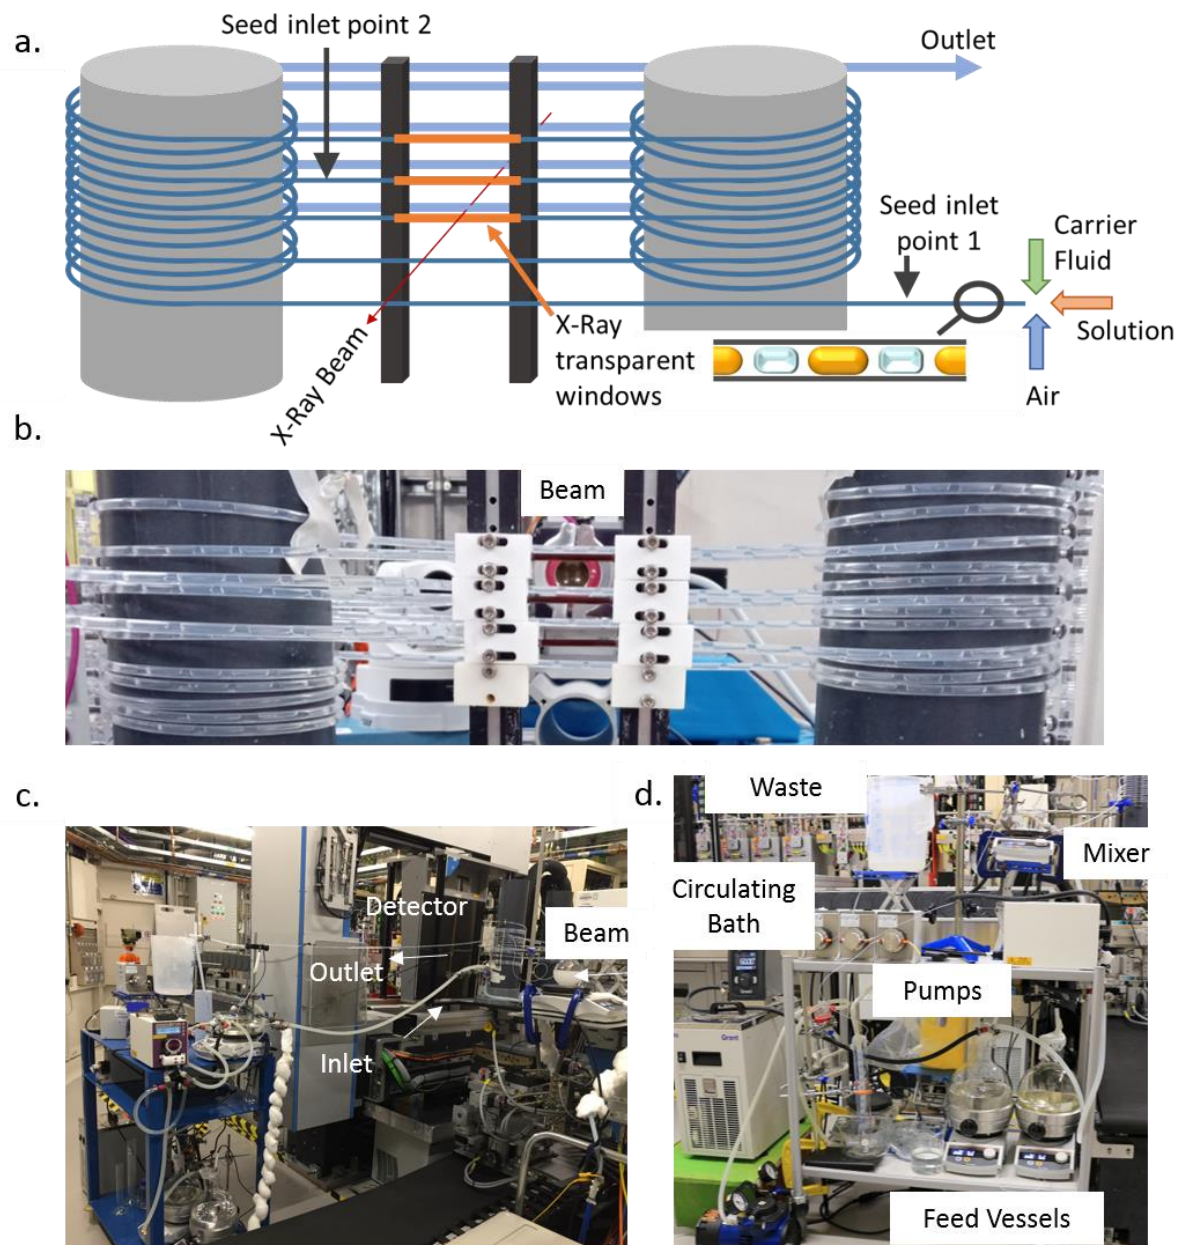 a.
Seed inlet point 2
Outlet
Seed inlet
point 1
Carrier
Fluid
Solution
Air
X-Ray
transparent
windows
X-Ray Beam
b.
Beam
c.
Detector
Beam
Outlet
Inlet
d.
Waste
Mixer
Circulating
Bath
Pumps
Grant
Feed Vessels